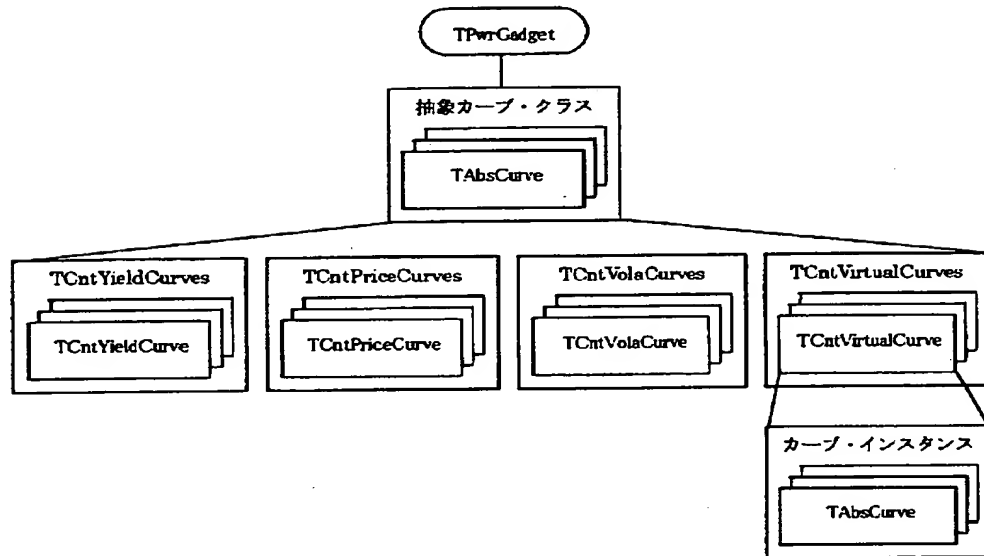 TPwrGadget
抽象カーブ・クラス
TAbsCurve
TCntYieldCurves
TCntPriceCurves
TCntVolaCurves
TCntVirtualCurves
TCntYieldCurve
TCntPriceCurve
TCntVolaCurve
TCntVirtualCurve
カーブ・インスタンス
TAbsCurve